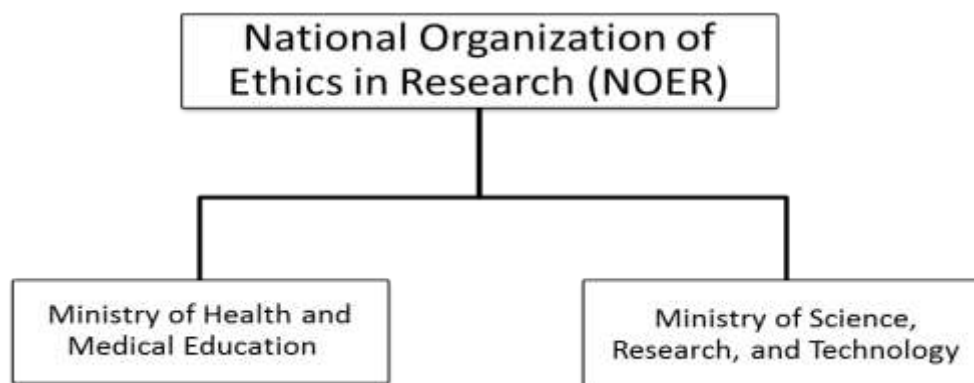 National Organization of
Ethics in Research (NOER)
Ministry of Health and
Medical Education
Ministry of Science,
Research, and Technology